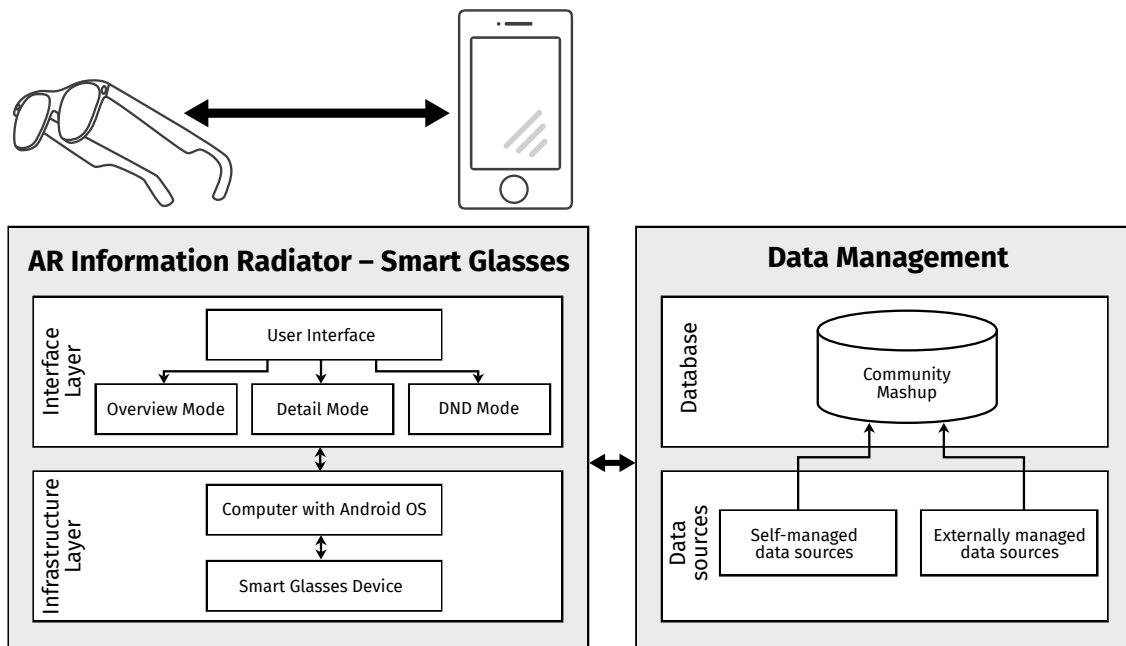 AR Information Radiator – Smart Glasses
Interface
Layer
User Interface
Overview Mode
Detail Mode
DND Mode
Infrastructure
Layer
Computer with Android OS
Smart Glasses Device
Data Management
Database
Community
Mashup
Data
sources
Self-managed
data sources
Externally managed
data sources